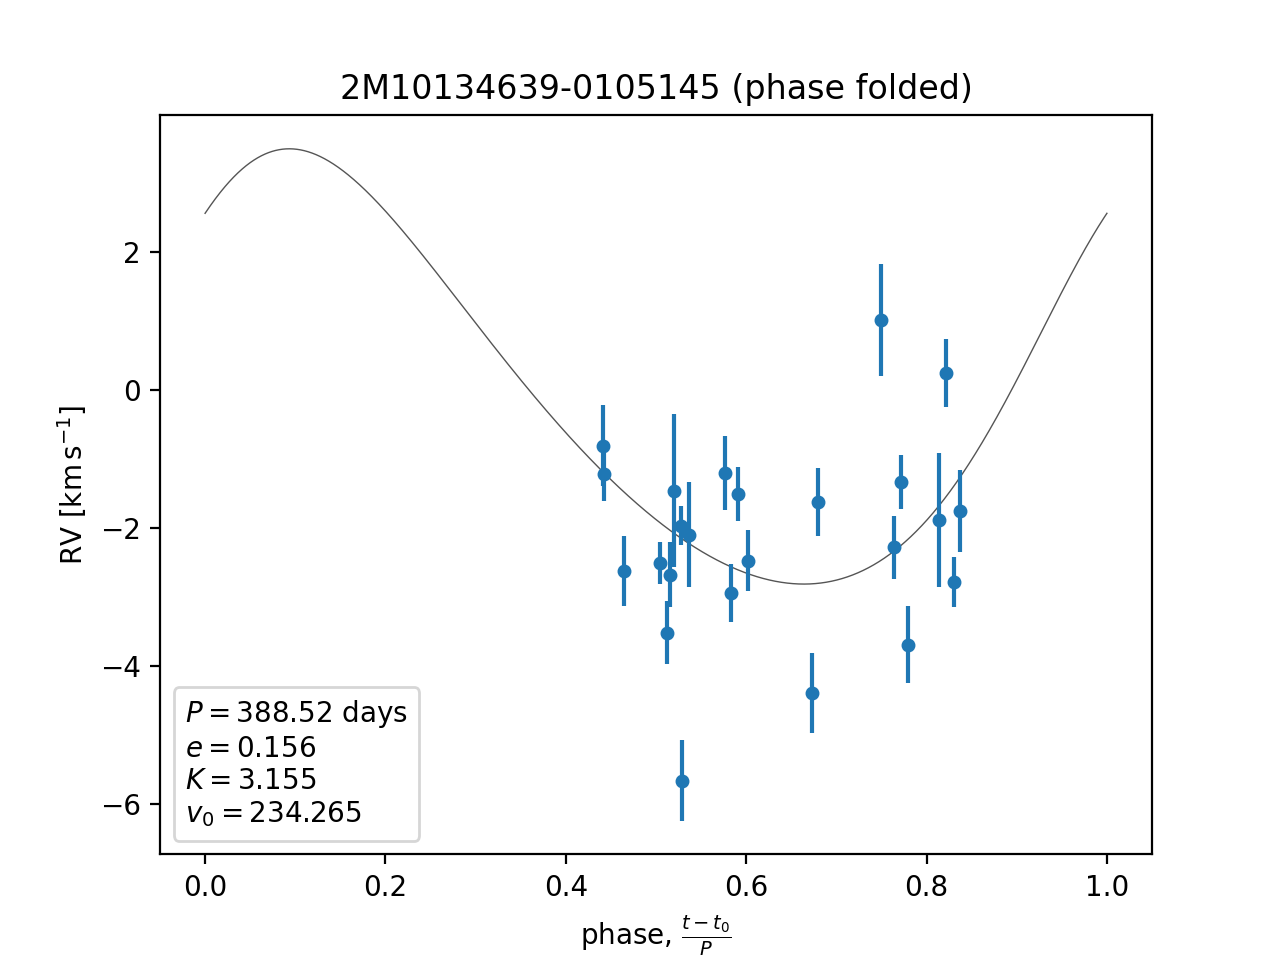 2M10134639-0105145 (phase folded)
RV [km s⁻¹]
2
0
−2
−4
−6
P = 388.52 days
e = 0.156
K = 3.155
v₀ = 234.265
0.0 0.2 0.4 0.6 0.8 1.0
phase, (t − t₀)/P